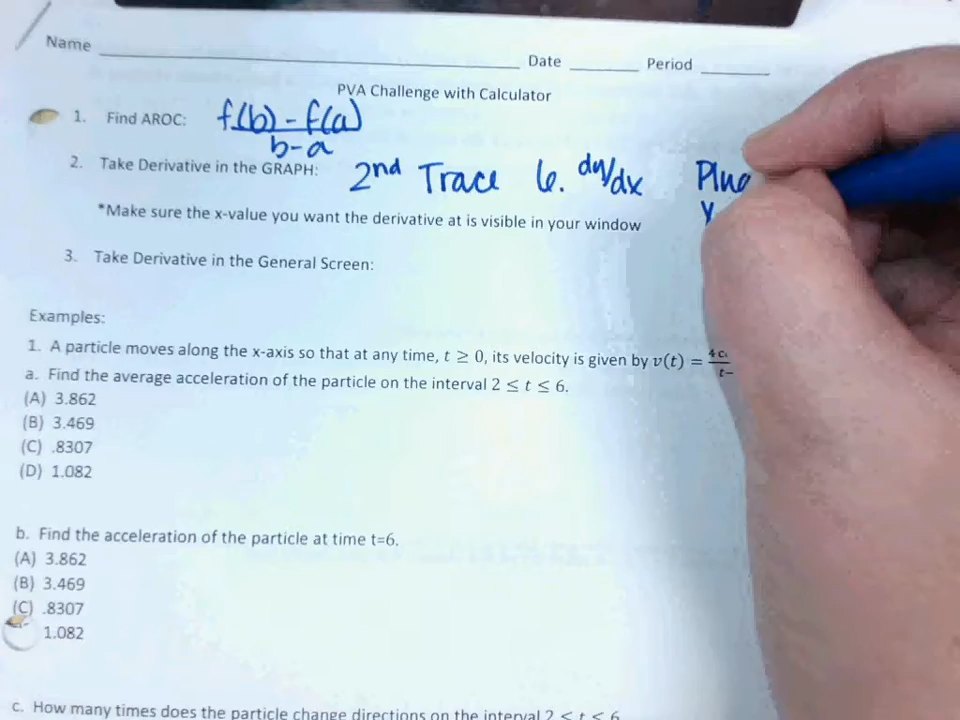 Name ____ Date ____ Period ____
PVA Challenge with Calculator
1. Find AROC: f(b) - f(a)
b-a
2. Take Derivative in the GRAPH: 2nd Trace 6. dy/dx
*Make sure the x-value you want the derivative at is visible in your window
3. Take Derivative in the General Screen:
Examples:
1. A particle moves along the x-axis so that at any time, t ≥ 0, its velocity is given by v(t) =
a. Find the average acceleration of the particle on the interval 2 ≤ t ≤ 6.
(A) 3.862
(B) 3.469
(C) .8307
(D) 1.082
b. Find the acceleration of the particle at time t=6.
(A) 3.862
(B) 3.469
(C) .8307
1.082
c. How many times does the particle change directions on the interval 2 ≤ t ≤ 6